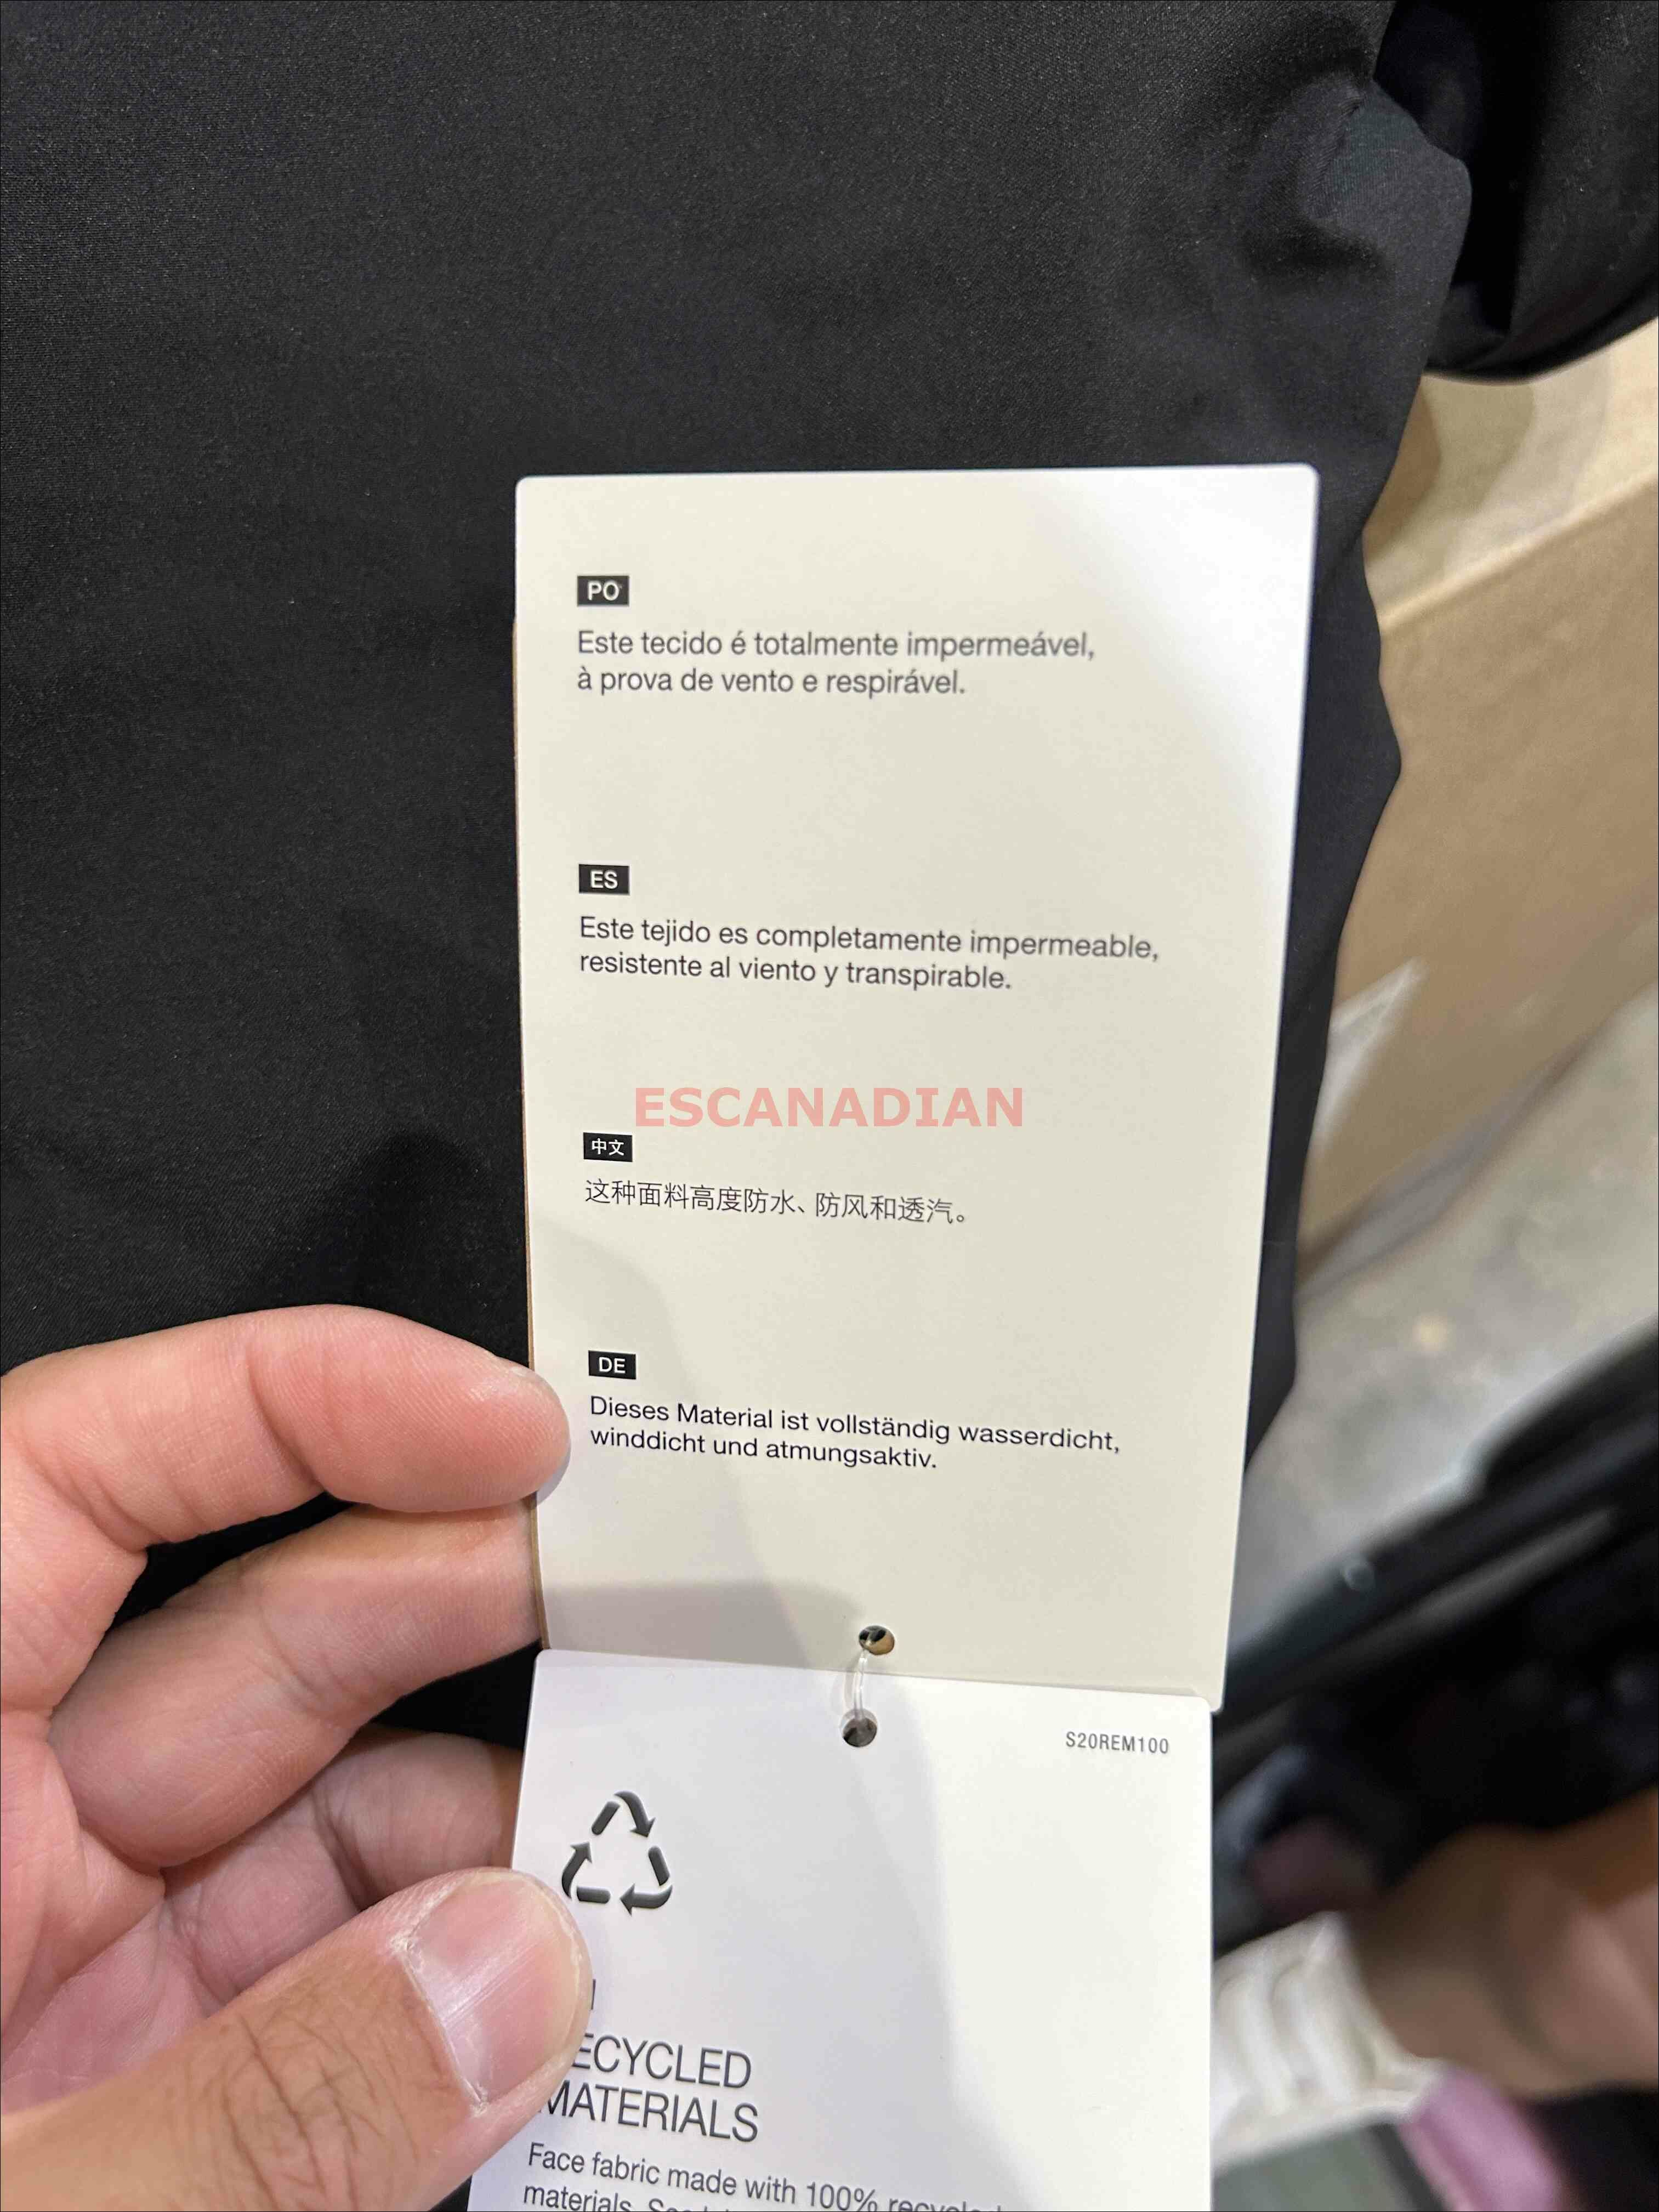 PO
Este tecido é totalmente impermeável,
à prova de vento e respirável.
ES
Este tejido es completamente impermeable,
resistente al viento y transpirable.
ESCANADIAN
中文
这种面料高度防水、防风和透汽。
DE
Dieses Material ist vollständig wasserdicht,
winddicht und atmungsaktiv.
S20REM100
ECYCLED
MATERIALS
Face fabric made with 100%
materials.